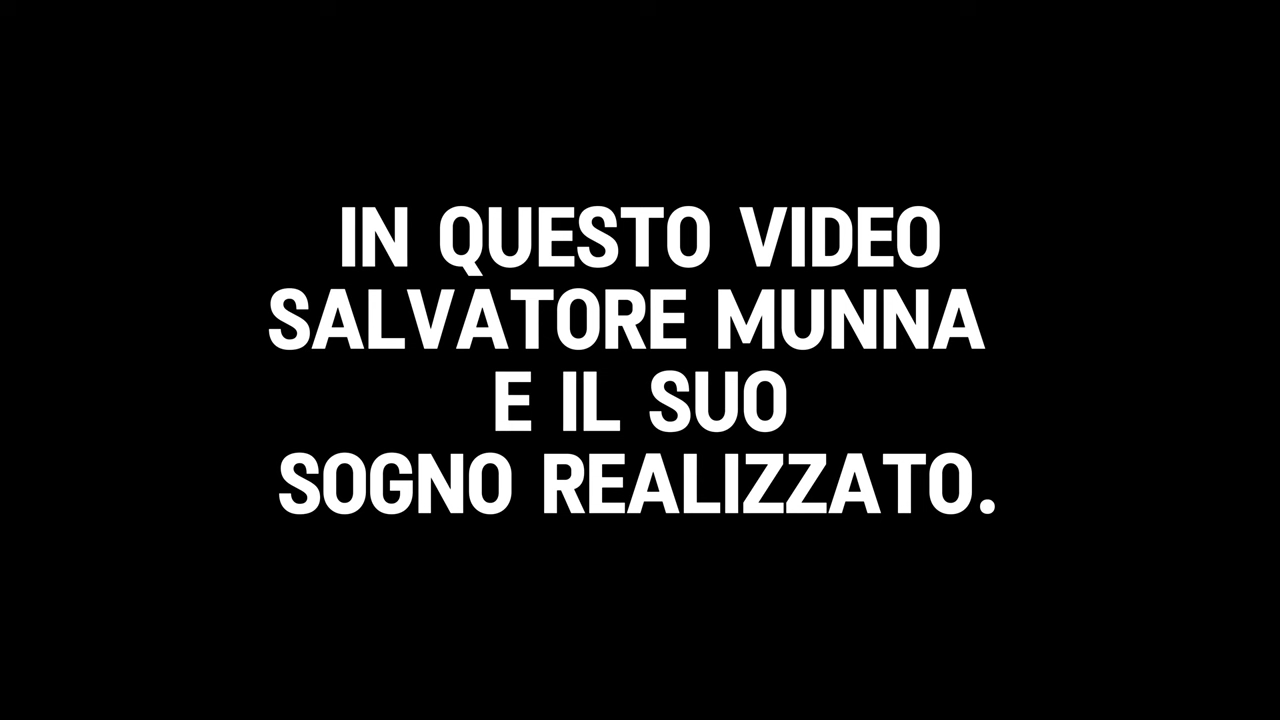 IN QUESTO VIDEO
SALVATORE MUNNA
E IL SUO
SOGNO REALIZZATO.